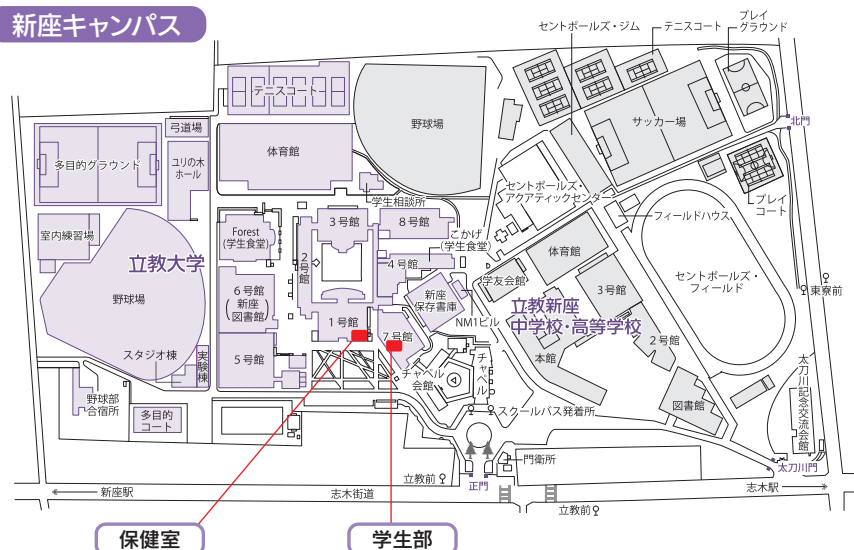 新座キャンパス
セントポールズ・ジム
テニスコート
プレイ
グラウンド
テニスコート
弓道場
野球場
サッカー場
北門
体育館
多目的グラウンド
ユリの木
ホール
学生相談所
セントポールズ・
アクアティックセンター
プレイ
コート
フィールドハウス
室内練習場
Forest
(学生食堂)
3号館
8号館
こかげ
(学生食堂)
2号館
4号館
体育館
立教大学
学友会館
セントポールズ・
フィールド
東寮前
野球場
6号館
(新座
図書館)
新座
保存書庫
3号館
立教新座
中学校・高等学校
1号館
7号館
NM1ビル
2号館
スタジオ棟
実験棟
5号館
チャペル
会館
チャペル
本館
太刀川記念交流会館
野球部
合宿所
多目的
コート
スクールバス発着所
図書館
門衛所
太刀川門
立教前
正門
新座駅
志木街道
志木駅
立教前
保健室
学生部